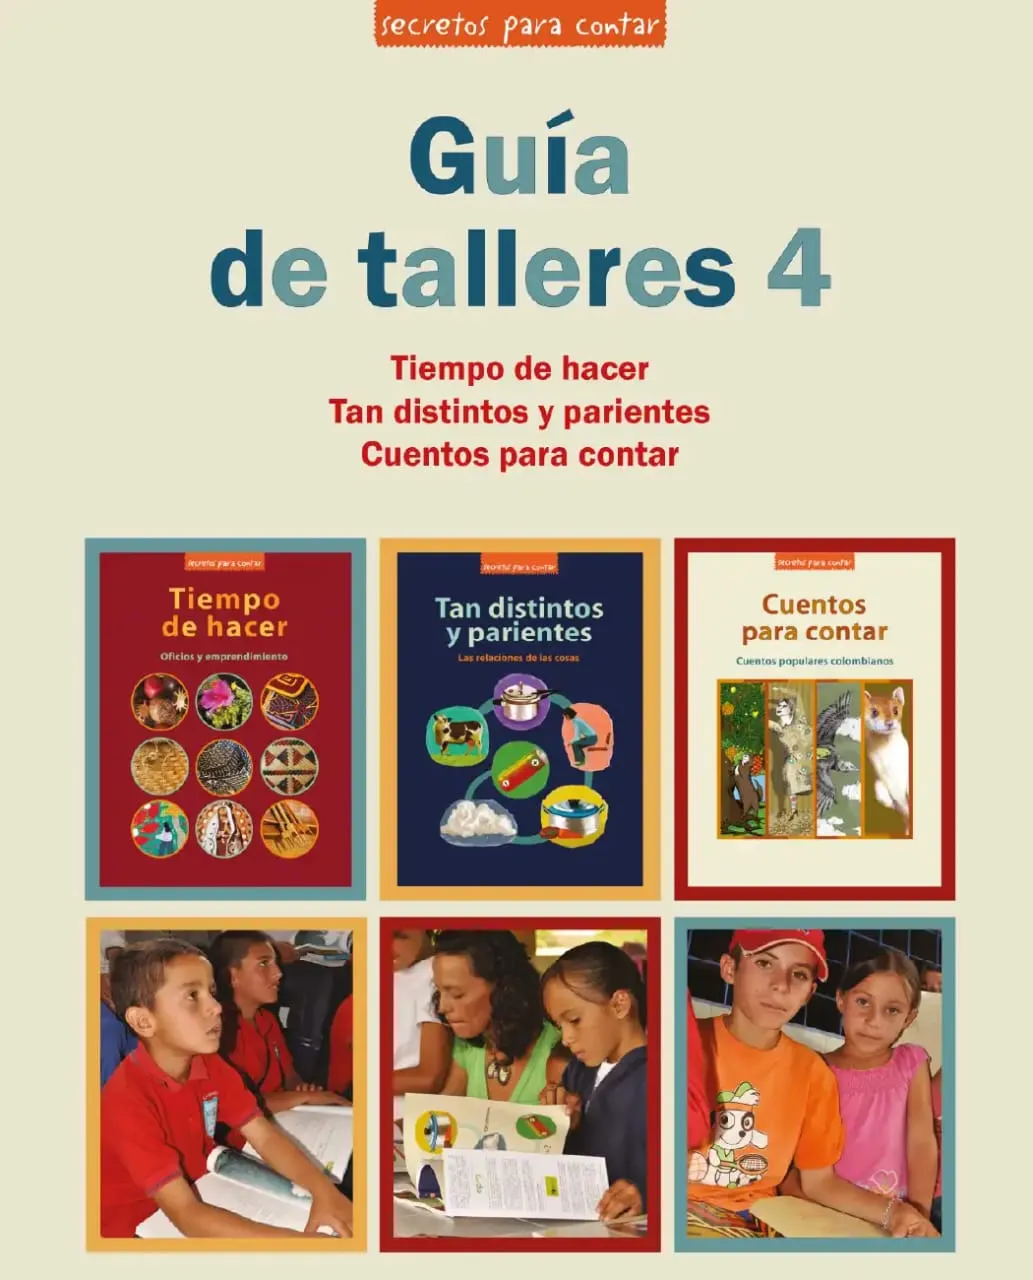 secretos para contar
Guía
de talleres 4
Tiempo de hacer
Tan distintos y parientes
Cuentos para contar
secretos para contar
Tiempo
de hacer
Oficios y emprendimiento
secretos para contar
Tan distintos
y parientes
Las relaciones de las cosas
secretos para contar
Cuentos
para contar
Cuentos populares colombianos